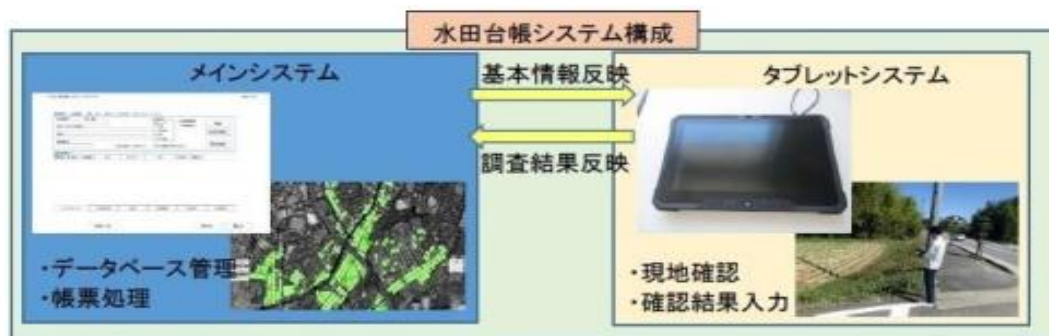 水田台帳システム構成
メインシステム
基本情報反映
タブレットシステム
調査結果反映
・データベース管理
・帳票処理
・現地確認
・確認結果入力